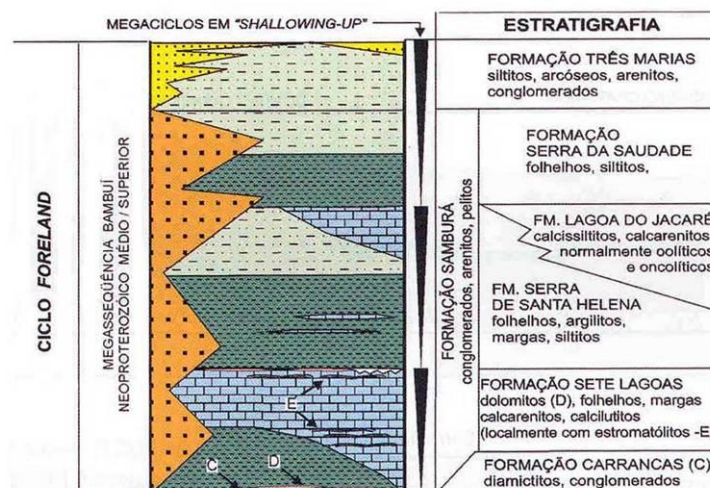 MEGACICLOS EM "SHALLOWING-UP"
ESTRATIGRAFIA
CICLO FORELAND
MEGASSEQÜÊNCIA BAMBUÍ
NEOPROTEROZÓICO MÉDIO / SUPERIOR
C
D
E
FORMAÇÃO SAMBURÁ
conglomerados, arenitos, pelitos
FORMAÇÃO TRÊS MARIAS
siltitos, arcóseos, arenitos,
conglomerados
FORMAÇÃO
SERRA DA SAUDADE
folhelhos, siltitos,
FM. LAGOA DO JACARÉ
calcissiltitos, calcarenitos
normalmente oolíticos
e oncolíticos
FM. SERRA
DE SANTA HELENA
folhelhos, argilitos,
margas, siltitos
FORMAÇÃO SETE LAGOAS
dolomitos (D), folhelhos, margas
calcarenitos, calcilutitos
(localmente com estromatólitos -E
FORMAÇÃO CARRANCAS (C)
diamictitos, conglomerados